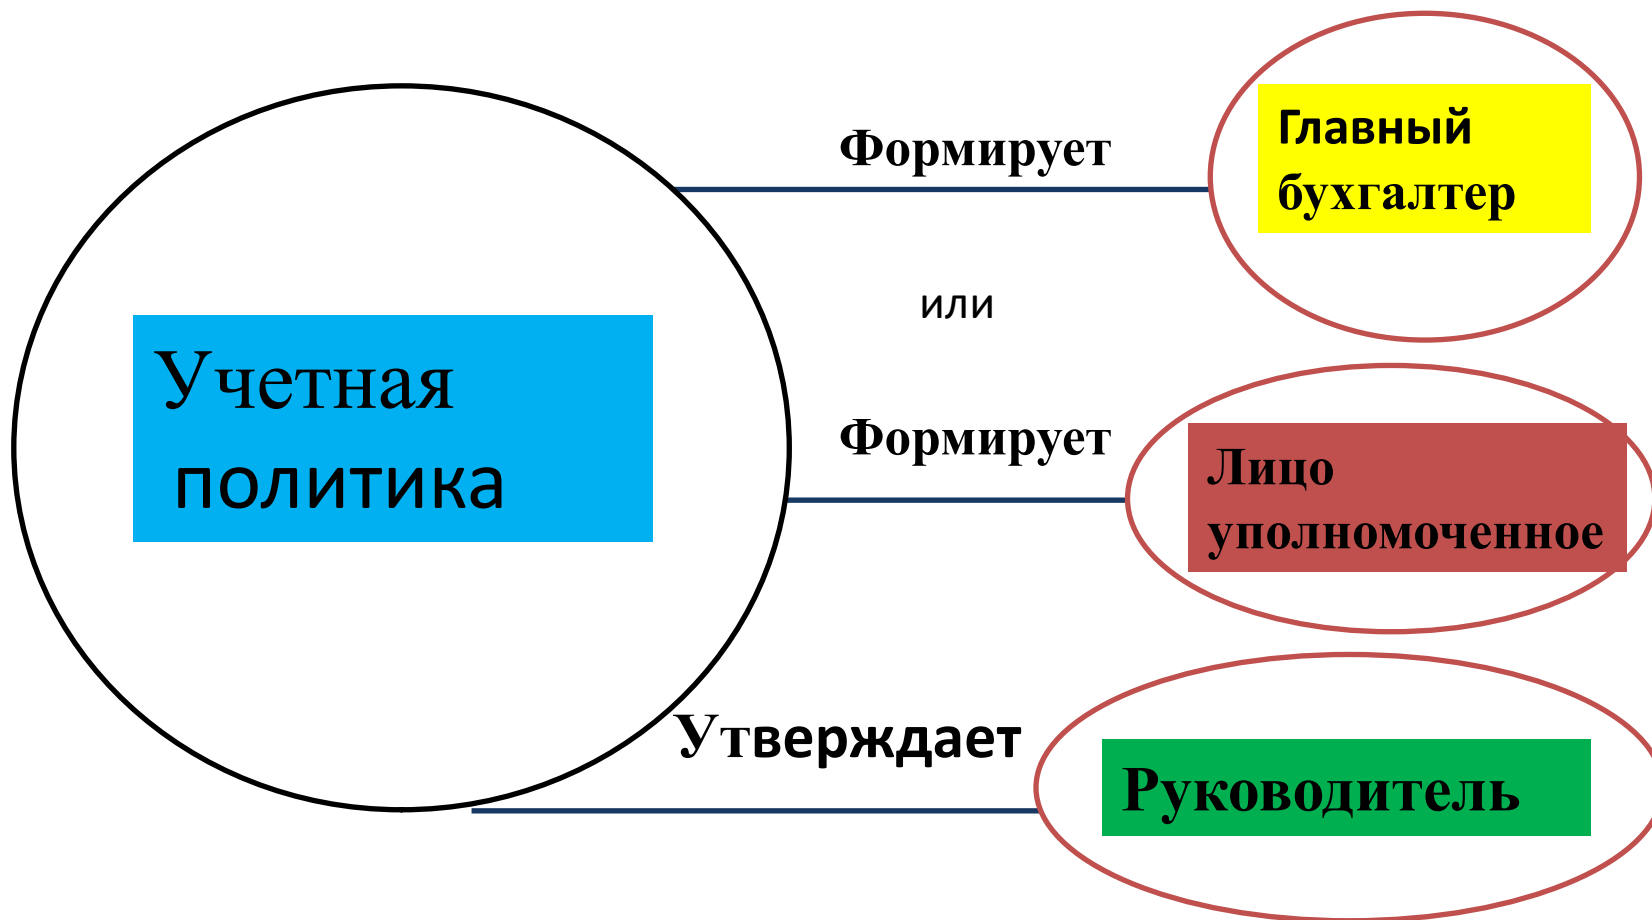 Формирует
Главный
бухгалтер
или
Учетная
политика
Формирует
Лицо
уполномоченное
Утверждает
Руководитель